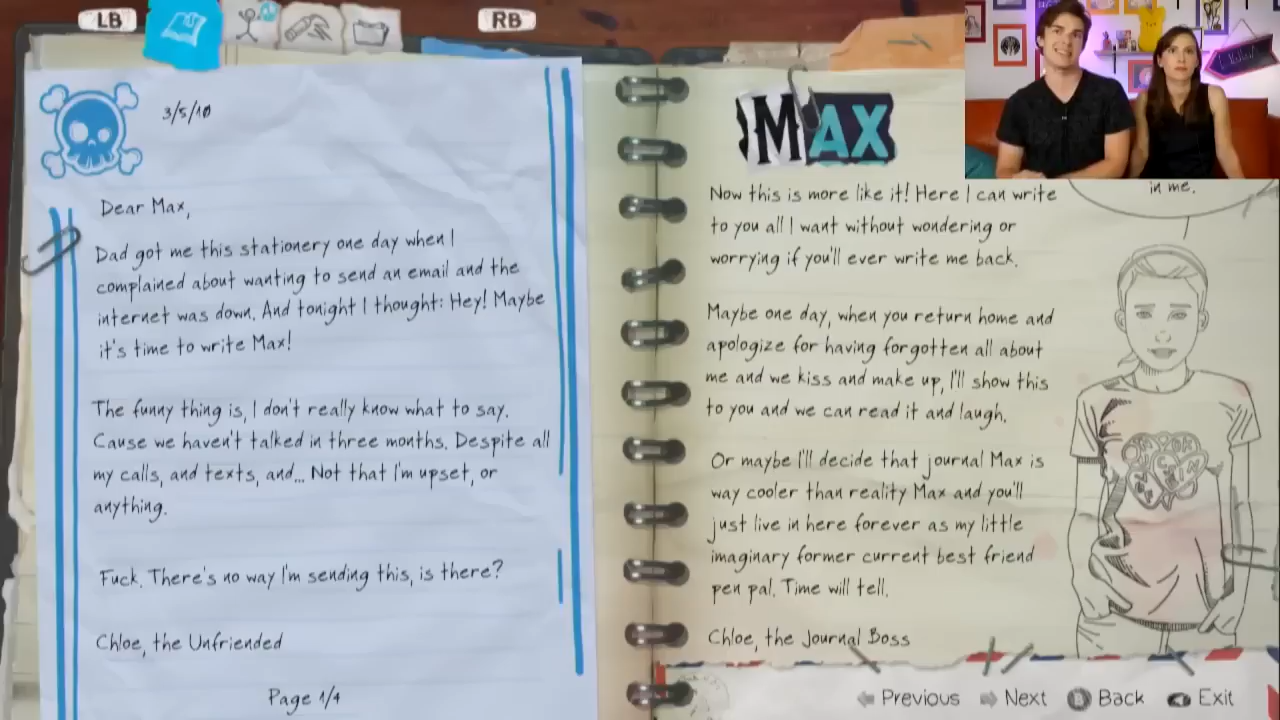 LB
RB
3/5/10
Dear Max,
Dad got me this stationery one day when I
complained about wanting to send an email and the
internet was down. And tonight I thought: Hey! Maybe
it's time to write Max!
The funny thing is, I don't really know what to say.
Cause we haven't talked in three months. Despite all
my calls, and texts, and... Not that I'm upset, or
anything.
Fuck. There's no way I'm sending this, is there?
Chloe, the Unfriended
Page 1/4
MAX
in me.
Now this is more like it! Here I can write
to you all I want without wondering or
worrying if you'll ever write me back.
Maybe one day, when you return home and
apologize for having forgotten all about
me and we kiss and make up, I'll show this
to you and we can read it and laugh.
Or maybe I'll decide that journal Max is
way cooler than reality Max and you'll
just live in here forever as my little
imaginary former current best friend
pen pal. Time will tell.
Chloe, the Journal Boss
Previous
Next
B Back
Exit